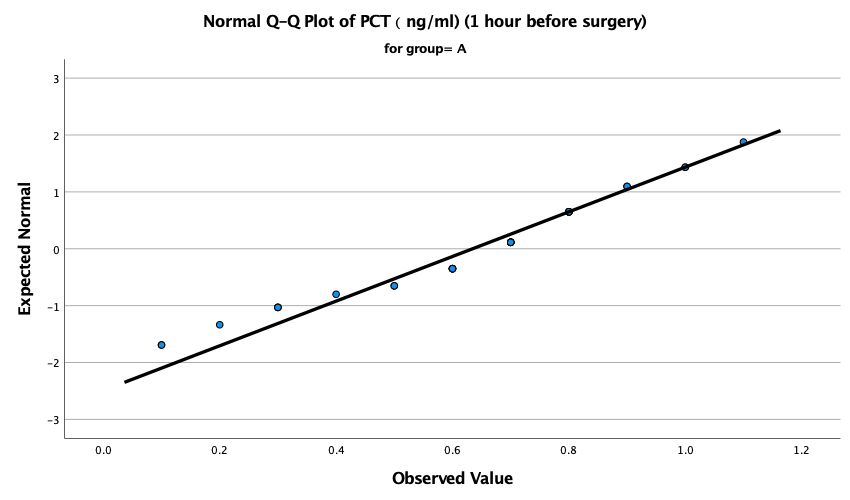 Normal Q-Q Plot of PCT ( ng/ml) (1 hour before surgery)
for group= A
3
2
1
0
-1
-2
-3
Expected Normal
0.0 0.2 0.4 0.6 0.8 1.0 1.2
Observed Value